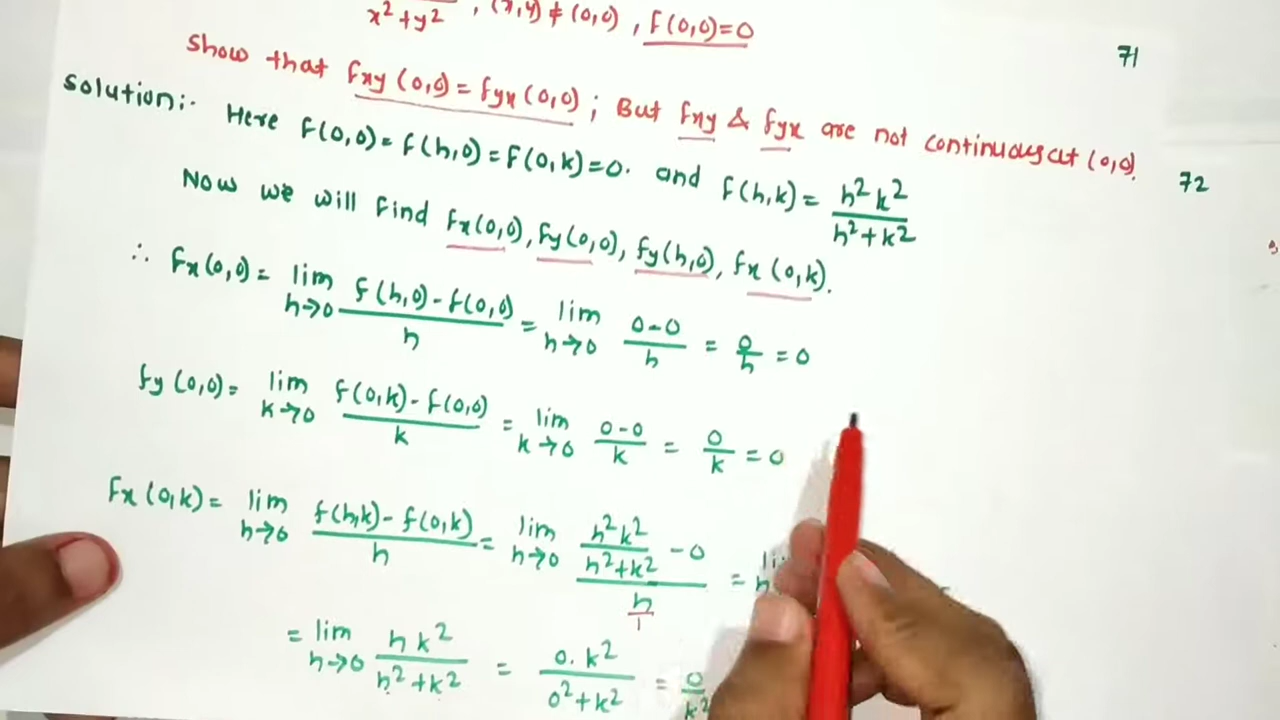 x²+y² , (x,y) ≠ (0,0) , f(0,0)=0
71
Show that fxy (0,0) = fyx (0,0) ; But fxy & fyx are not continuous at (0,0).
72
Solution:- Here f(0,0) = f(h,0) = f(0,k) = 0. and f(h,k) = h²k² / h²+k²
Now we will find fx(0,0), fy(0,0), fy(h,0), fx(0,k).
∴ fx(0,0) = lim h→0 f(h,0) - f(0,0) / h = lim h→0 0-0 / h = 0/h = 0
fy (0,0) = lim k→0 f(0,k) - f(0,0) / k = lim k→0 0-0 / k = 0/k = 0
fx (0,k) = lim h→0 f(h,k) - f(0,k) / h = lim h→0 h²k² / h²+k² - 0 / h/1 =
= lim h→0 hk² / h²+k² = 0.k² / 0²+k² = 0/k²